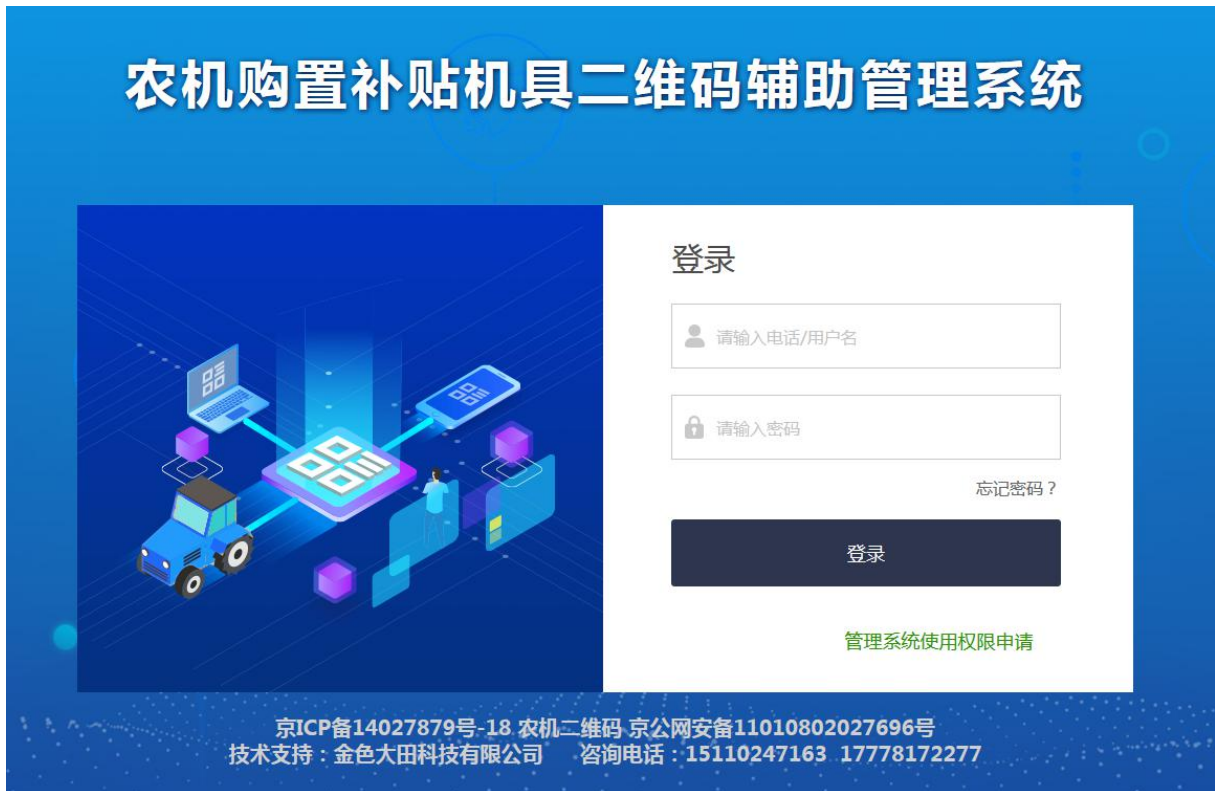 农机购置补贴机具二维码辅助管理系统
登录
请输入电话/用户名
请输入密码
忘记密码？
登录
管理系统使用权限申请
京ICP备14027879号-18 农机二维码 京公网安备11010802027696号
技术支持：金色大田科技有限公司 咨询电话：15110247163 17778172277